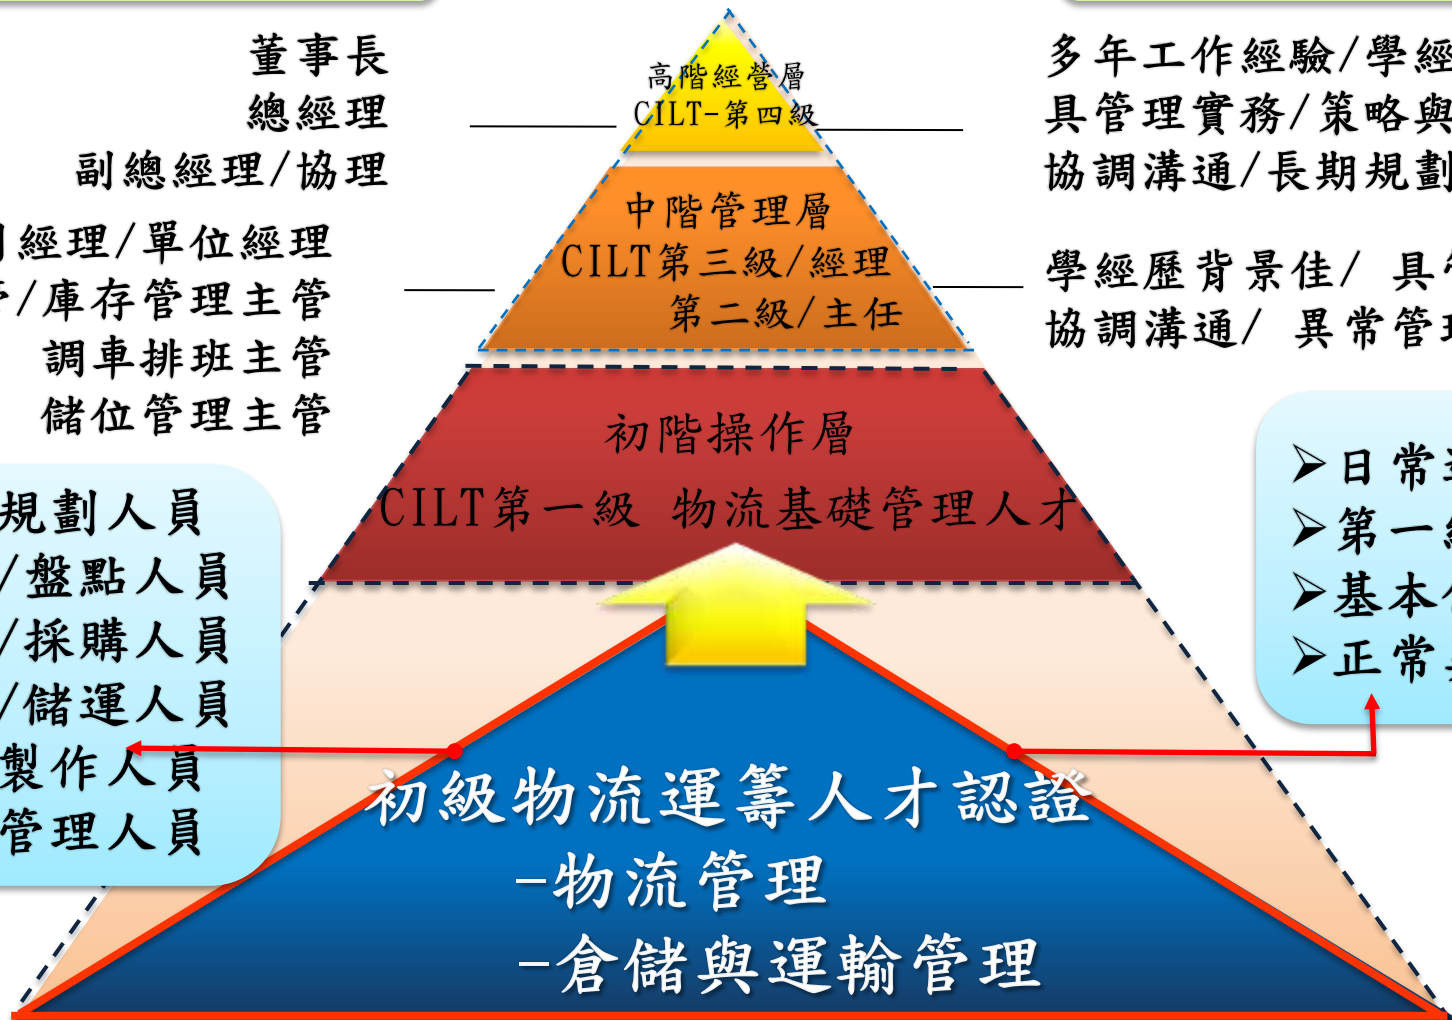 董事長
總經理
副總經理/協理
經理/單位經理
/庫存管理主管
調車排班主管
儲位管理主管
規劃人員
/盤點人員
/採購人員
/儲運人員
製作人員
管理人員
高階經營層
CILT-第四級
中階管理層
CILT第三級/經理
第二級/主任
初階操作層
CILT第一級 物流基礎管理人才
初級物流運籌人才認證
-物流管理
-倉儲與運輸管理
多年工作經驗/學經
具管理實務/策略與
協調溝通/長期規劃
學經歷背景佳/ 具
協調溝通/ 異常管理
➢日常
➢第一
➢基本
➢正常